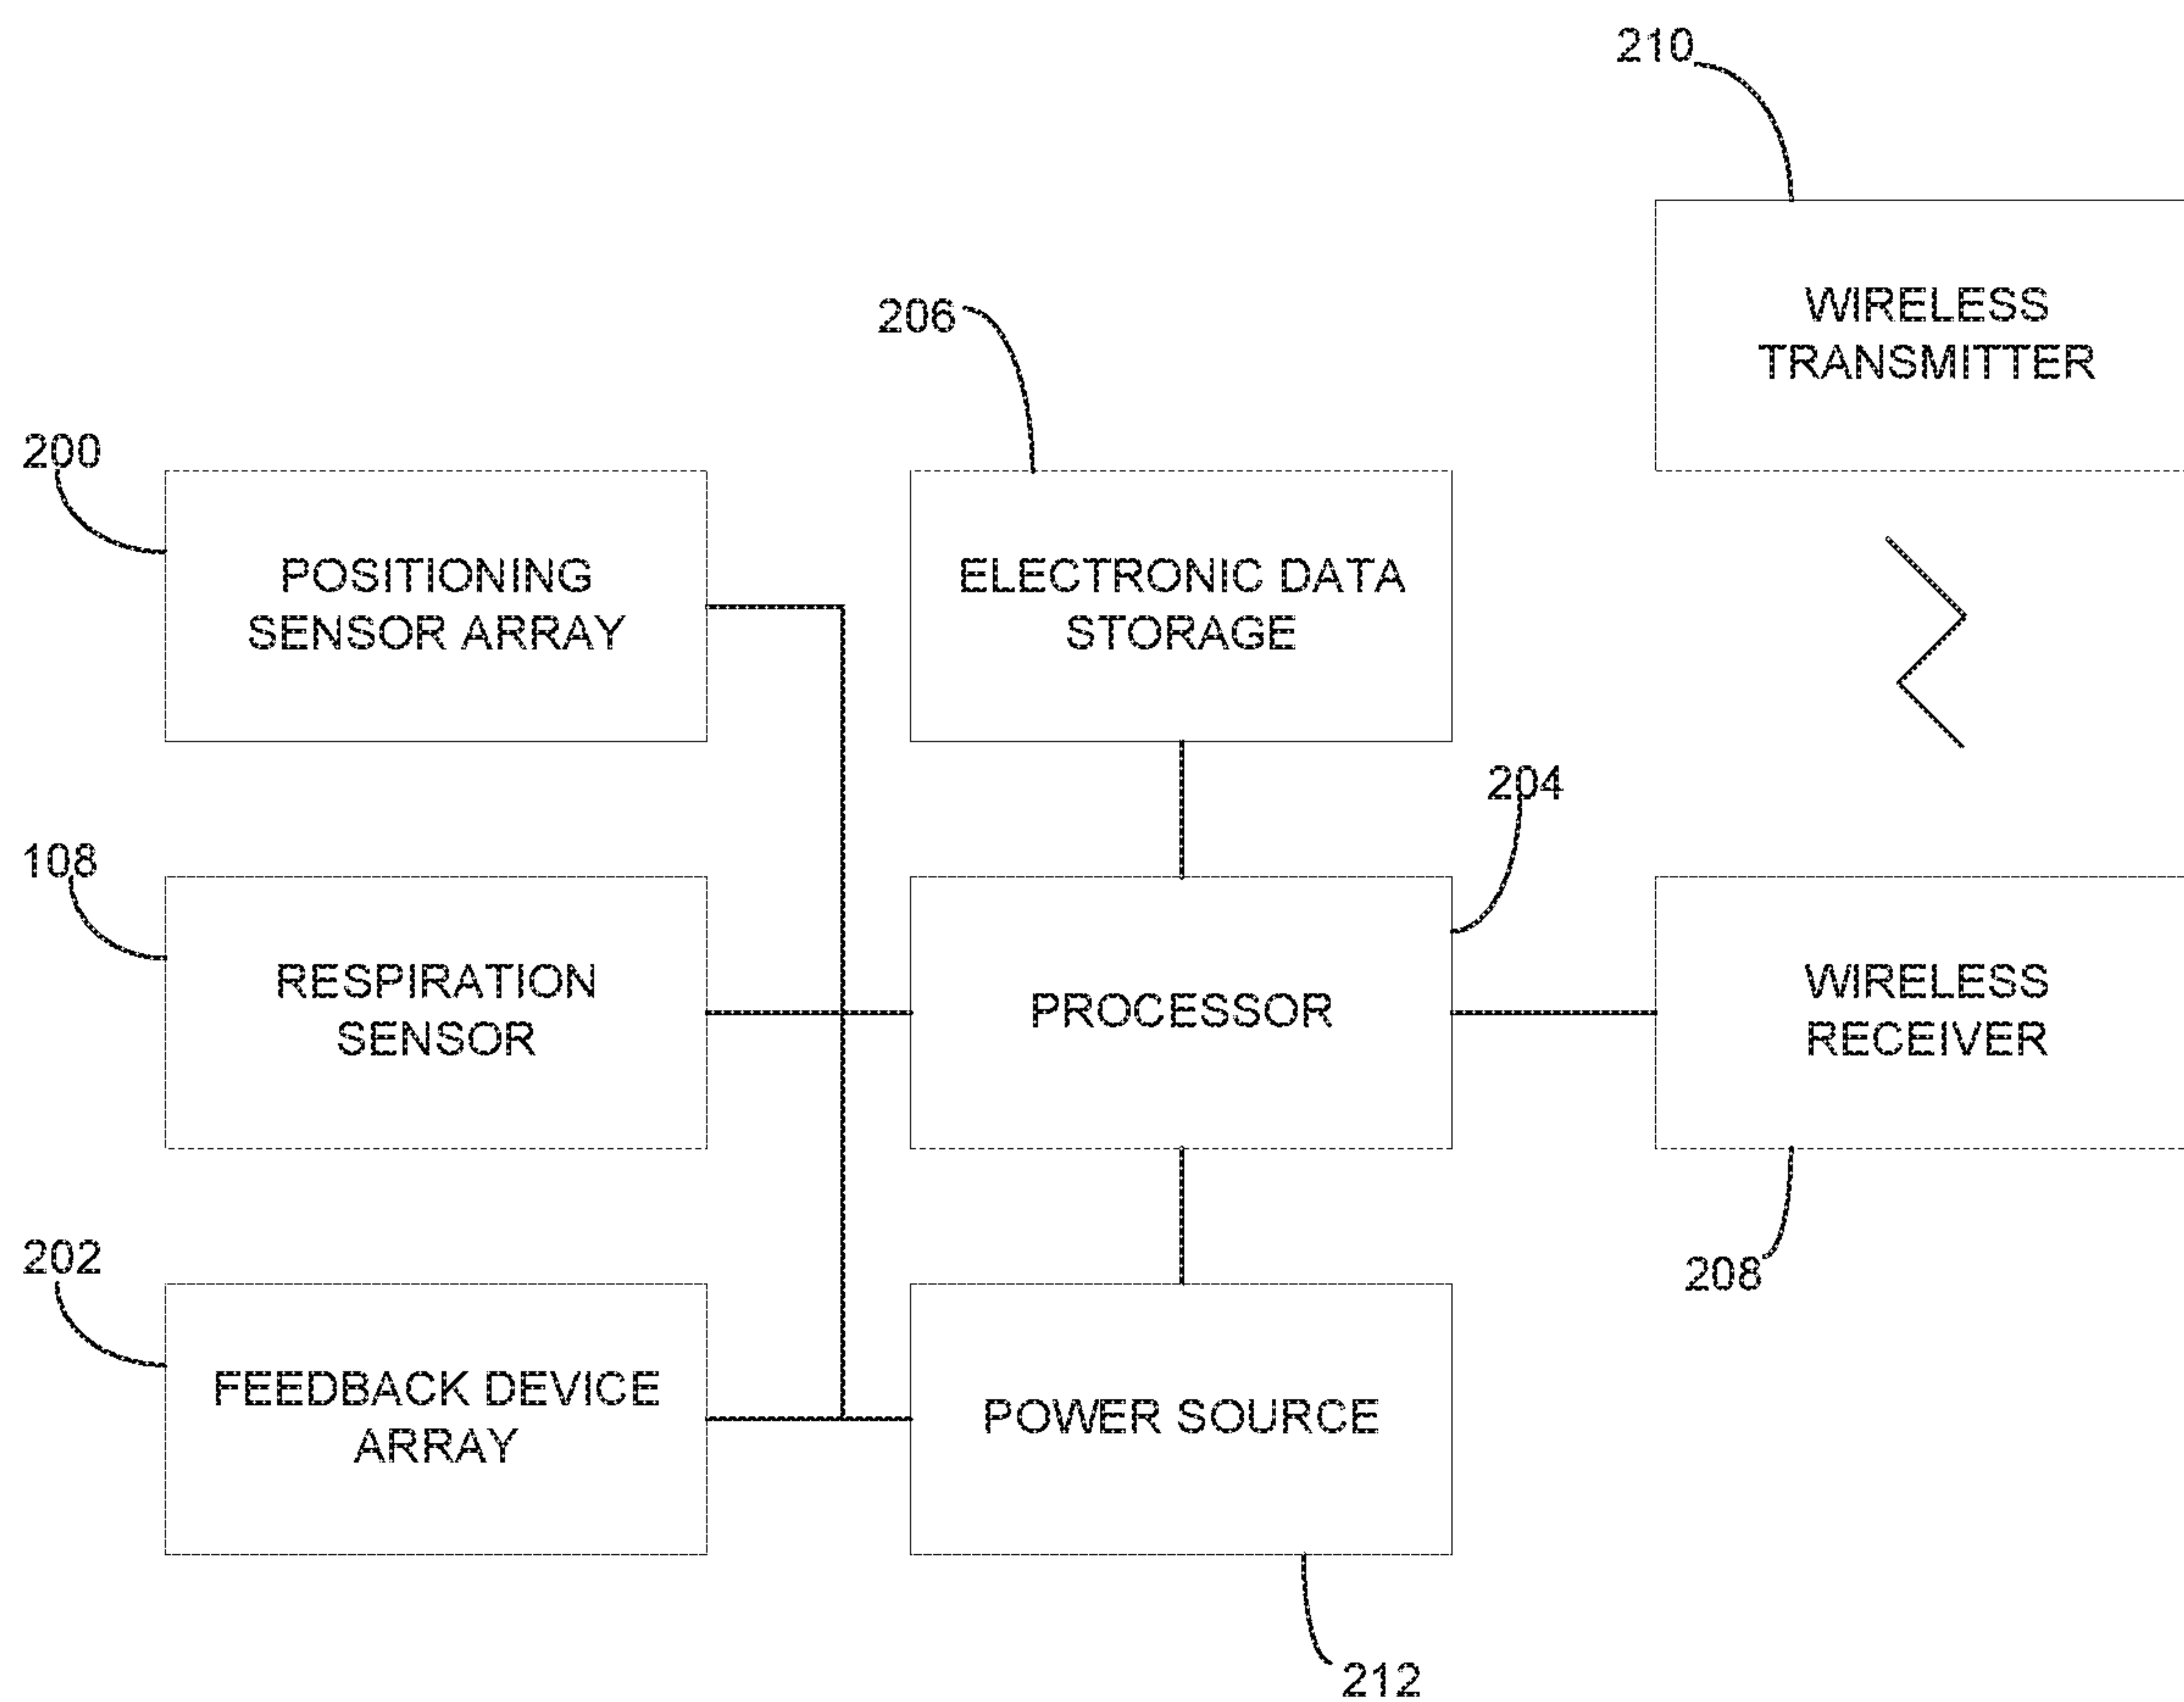 210
WIRELESS
TRANSMITTER
206
200
POSITIONING
SENSOR ARRAY
ELECTRONIC DATA
STORAGE
204
108
RESPIRATION
SENSOR
PROCESSOR
WIRELESS
RECEIVER
202
208
FEEDBACK DEVICE
ARRAY
POWER SOURCE
212